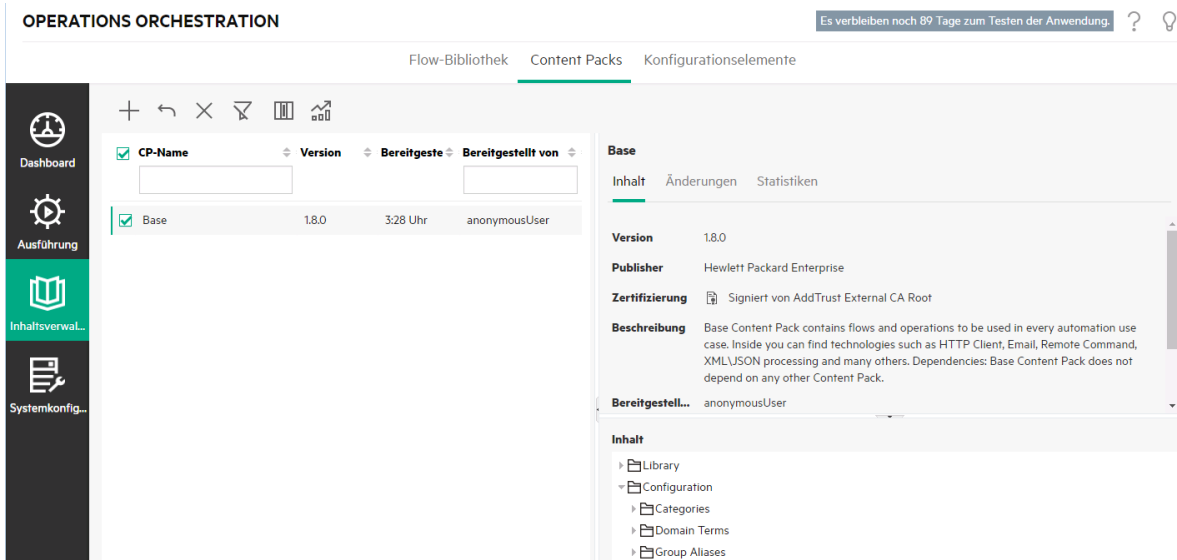 OPERATIONS ORCHESTRATION
Es verbleiben noch 89 Tage zum Testen der Anwendung.
Flow-Bibliothek Content Packs Konfigurationselemente
Dashboard
Ausführung
Inhaltsverwal...
Systemkonfig...
CP-Name Version Bereitgeste Bereitgestellt von
Base 1.8.0 3:28 Uhr anonymousUser
Base
Inhalt Änderungen Statistiken
Version 1.8.0
Publisher Hewlett Packard Enterprise
Zertifizierung Signiert von AddTrust External CA Root
Beschreibung Base Content Pack contains flows and operations to be used in every automation use
case. Inside you can find technologies such as HTTP Client, Email, Remote Command,
XML\JSON processing and many others. Dependencies: Base Content Pack does not
depend on any other Content Pack.
Bereitgestell... anonymousUser
Inhalt
Library
Configuration
Categories
Domain Terms
Group Aliases